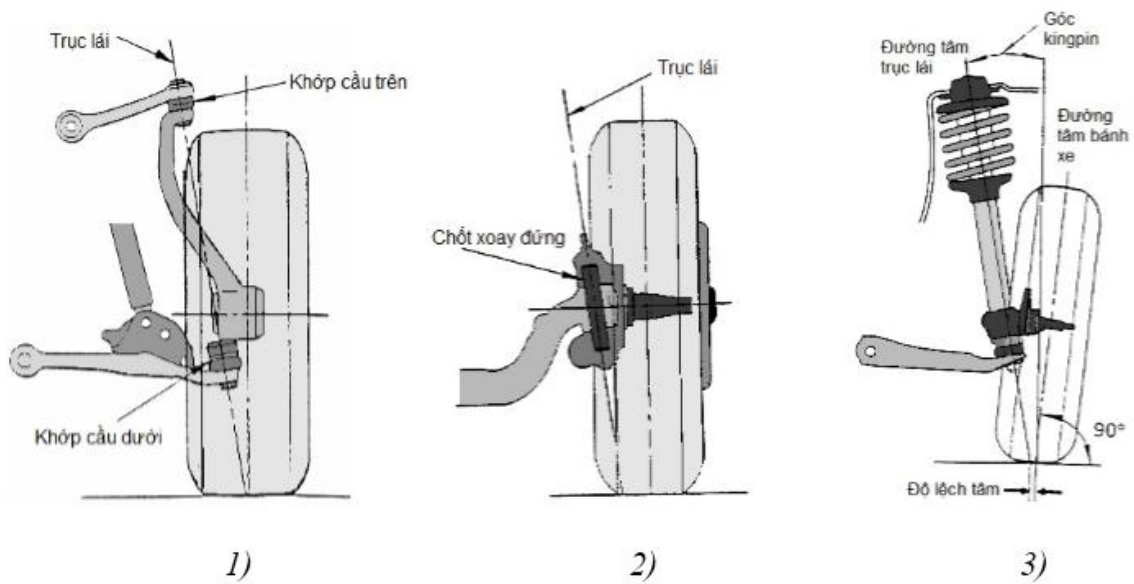 Trục lái
Khớp cầu trên
Khớp cầu dưới
1)
Trục lái
Chốt xoay đứng
2)
Góc
kingpin
Đường tâm
trục lái
Đường
tâm bánh
xe
90°
Độ lệch tâm
3)